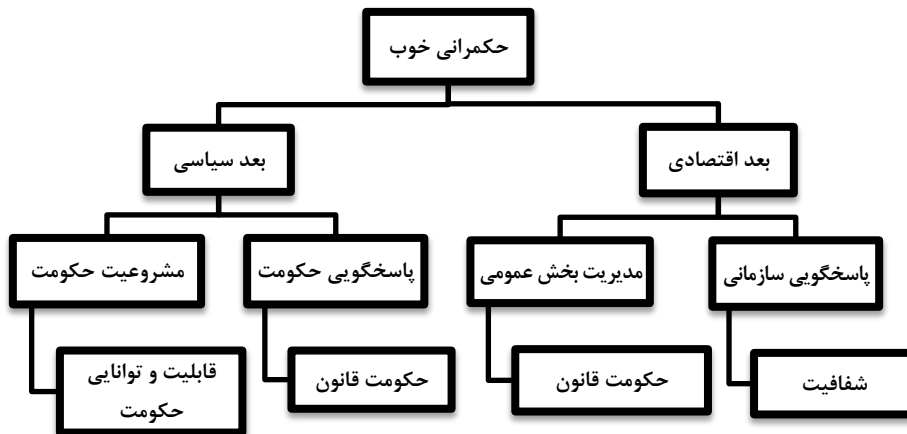 حکمرانی خوب
بعد اقتصادی
بعد سیاسی
پاسخگویی سازمانی
مدیریت بخش عمومی
پاسخگویی حکومت
مشروعیت حکومت
شفافیت
حکومت قانون
حکومت قانون
قابلیت و توانایی
حکومت